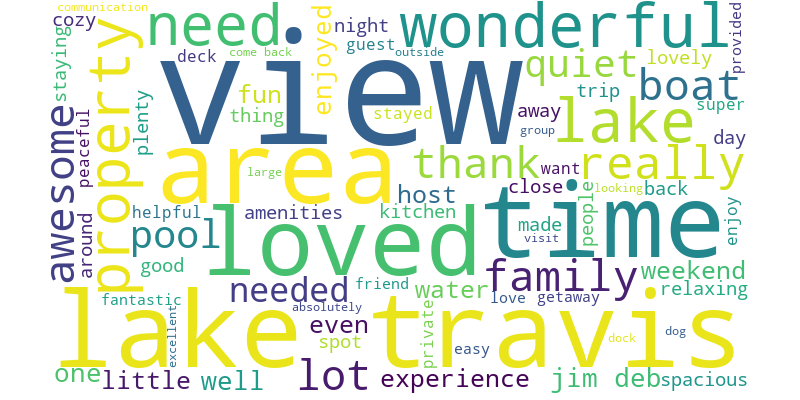 communication
cozy
need
enjoyed
night
wonderful
provided
staying
property
deck
come back
guest
outside
quiet
lovely
view
trip
boat
plenty
fun
thing
stayed
away
group
lake
super
day
awesome
peaceful
area
large
thank
want
really
host
close
people
looking
back
around
helpful
amenities
kitchen
time
made
visit
enjoy
pool
loved
good
family
weekend
needed
friend
water
love
getaway
relaxing
fantastic
excellent
absolutely
lake travis
even
spot
private
easy
dock
dog
one
little
well
lot
experience
jim deb
spacious